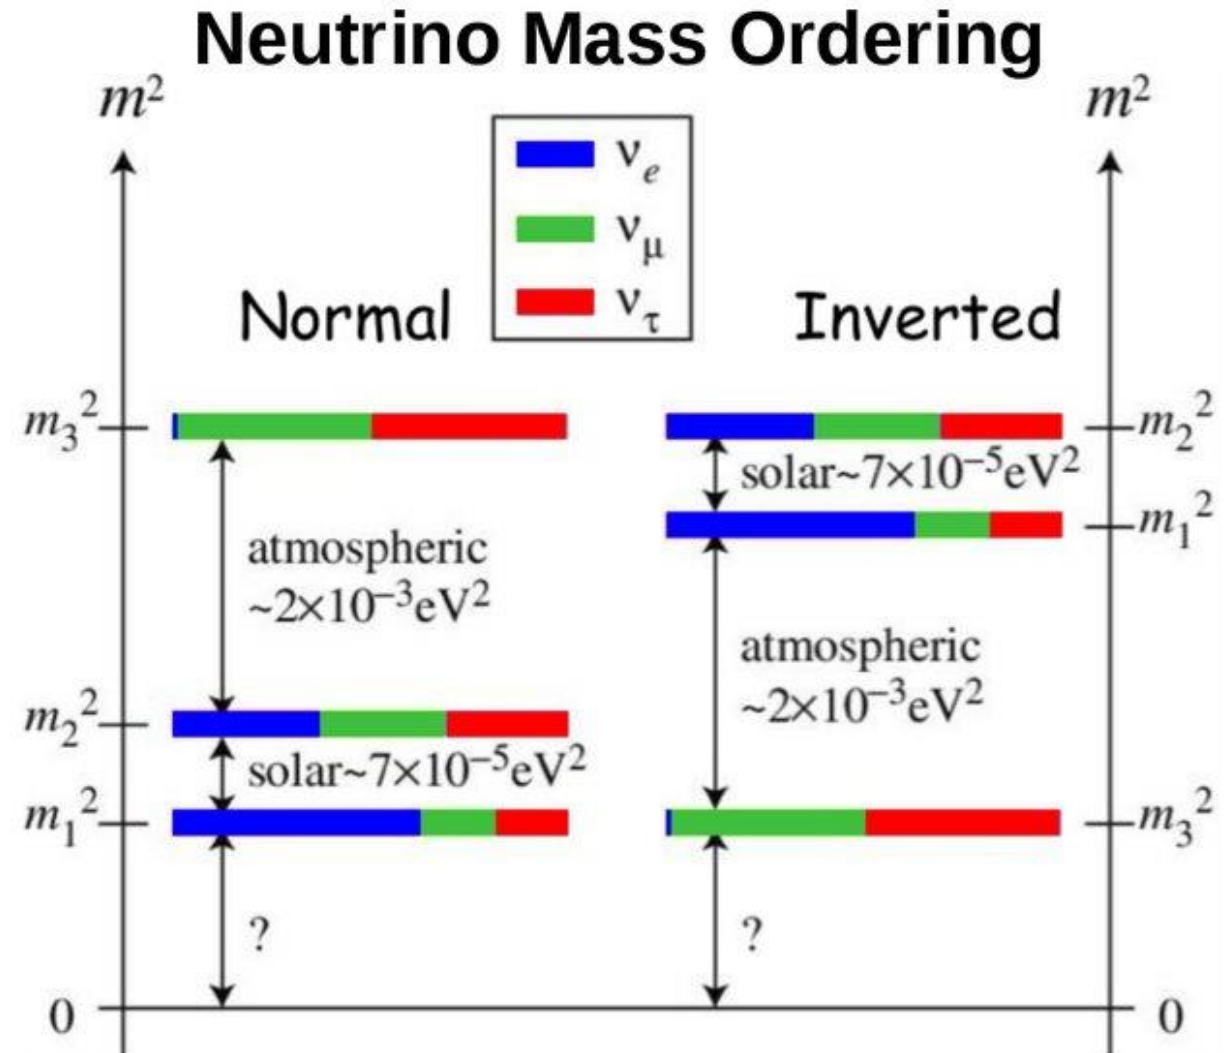 Neutrino Mass Ordering
m²
m²
νₑ
ν_μ
ν_τ
Normal
Inverted
m₃²
m₂²
solar~7×10⁻⁵eV²
m₁²
atmospheric
~2×10⁻³eV²
atmospheric
~2×10⁻³eV²
m₂²
solar~7×10⁻⁵eV²
m₁²
m₃²
?
?
0
0